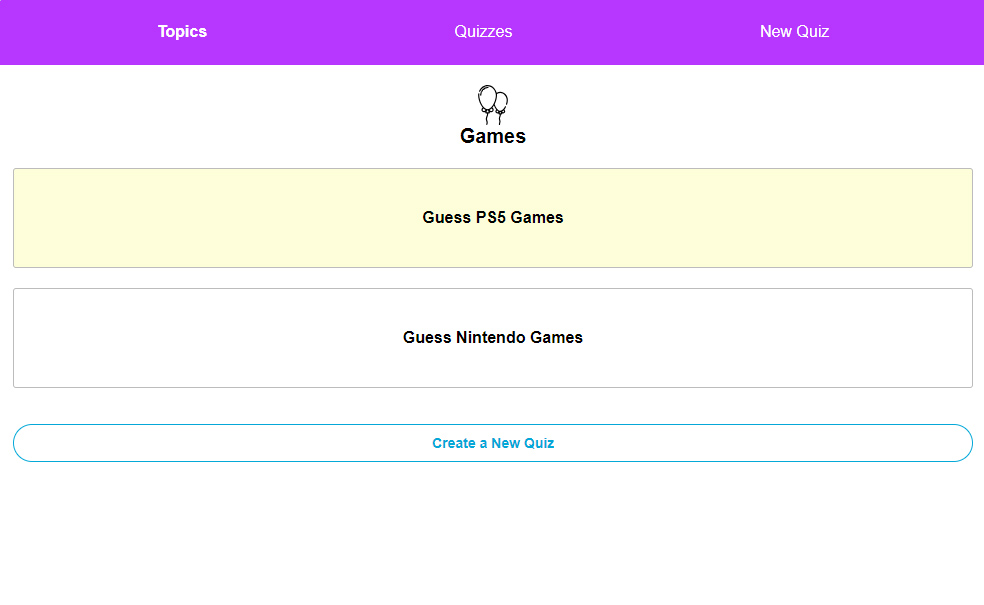 Topics
Quizzes
New Quiz
Games
Guess PS5 Games
Guess Nintendo Games
Create a New Quiz